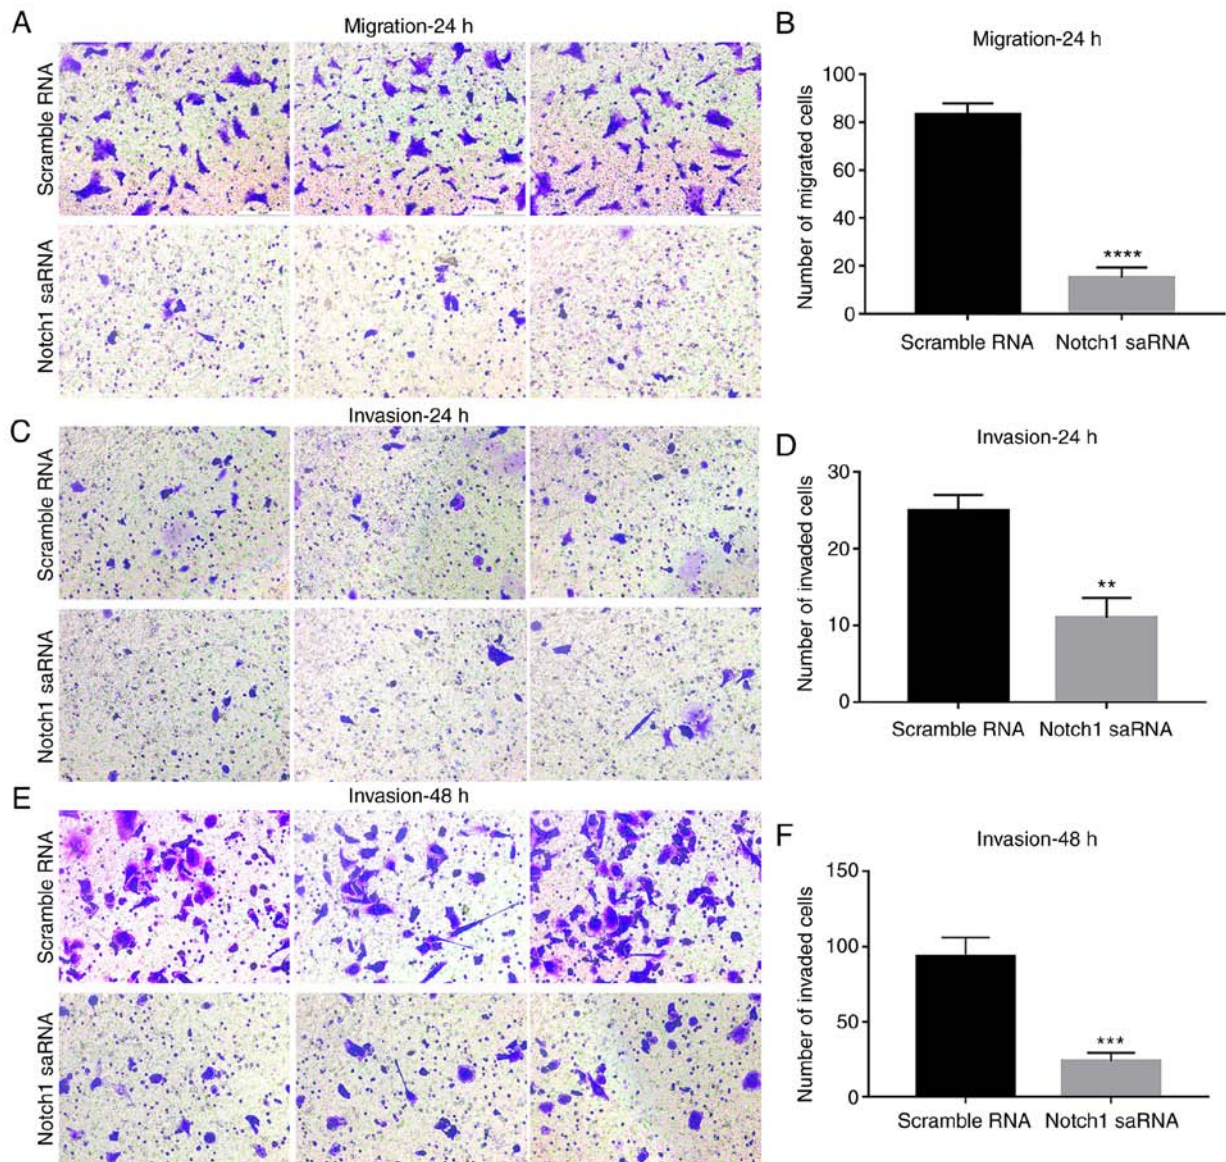 A
Migration-24 h
Scramble RNA
Notch1 saRNA
B
Migration-24 h
Number of migrated cells
100
80
60
40
20
0
****
Scramble RNA
Notch1 saRNA
C
Invasion-24 h
Scramble RNA
Notch1 saRNA
D
Invasion-24 h
Number of invaded cells
30
20
10
0
**
Scramble RNA
Notch1 saRNA
E
Invasion-48 h
Scramble RNA
Notch1 saRNA
F
Invasion-48 h
Number of invaded cells
150
100
50
0
***
Scramble RNA
Notch1 saRNA